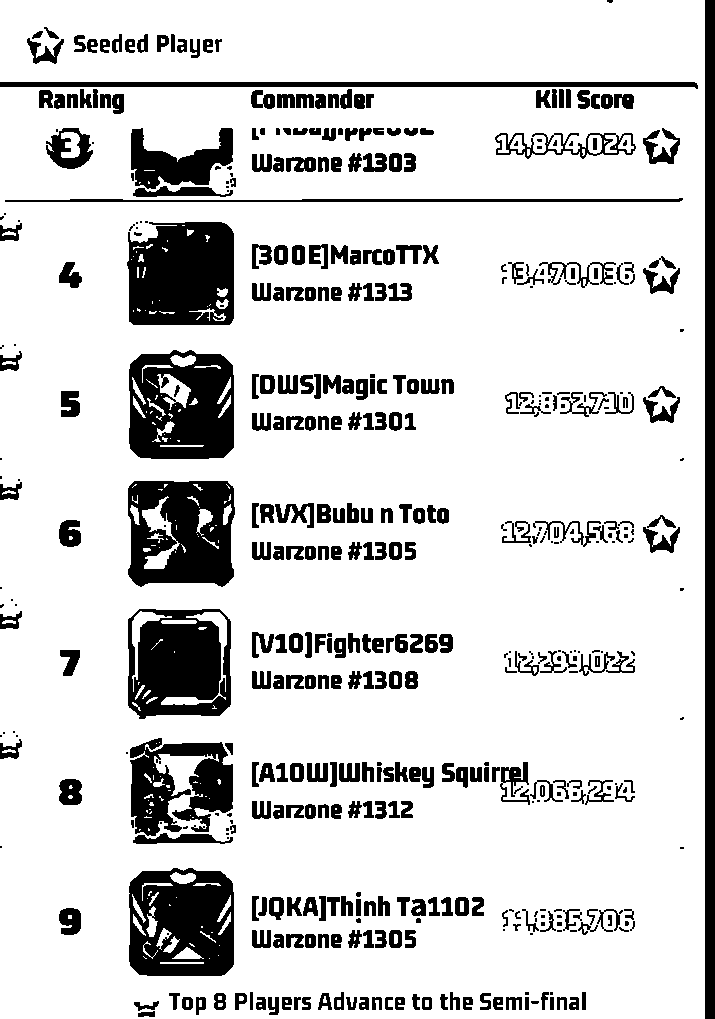 Seeded Player
Ranking Commander Kill Score
3 14,844,024
Warzone #1303
[300E]MarcoTTX
4 13,470,036
Warzone #1313
[DWS]Magic Town
5 12,862,710
Warzone #1301
[RVX]Bubu n Toto
6 12,704,568
Warzone #1305
[V10]Fighter6269
7 12,299,022
Warzone #1308
[A10W]Whiskey Squirrel
8 12,066,294
Warzone #1312
[JQKA]Thịnh Tạ1102
9 11,885,706
Warzone #1305
Top 8 Players Advance to the Semi-final